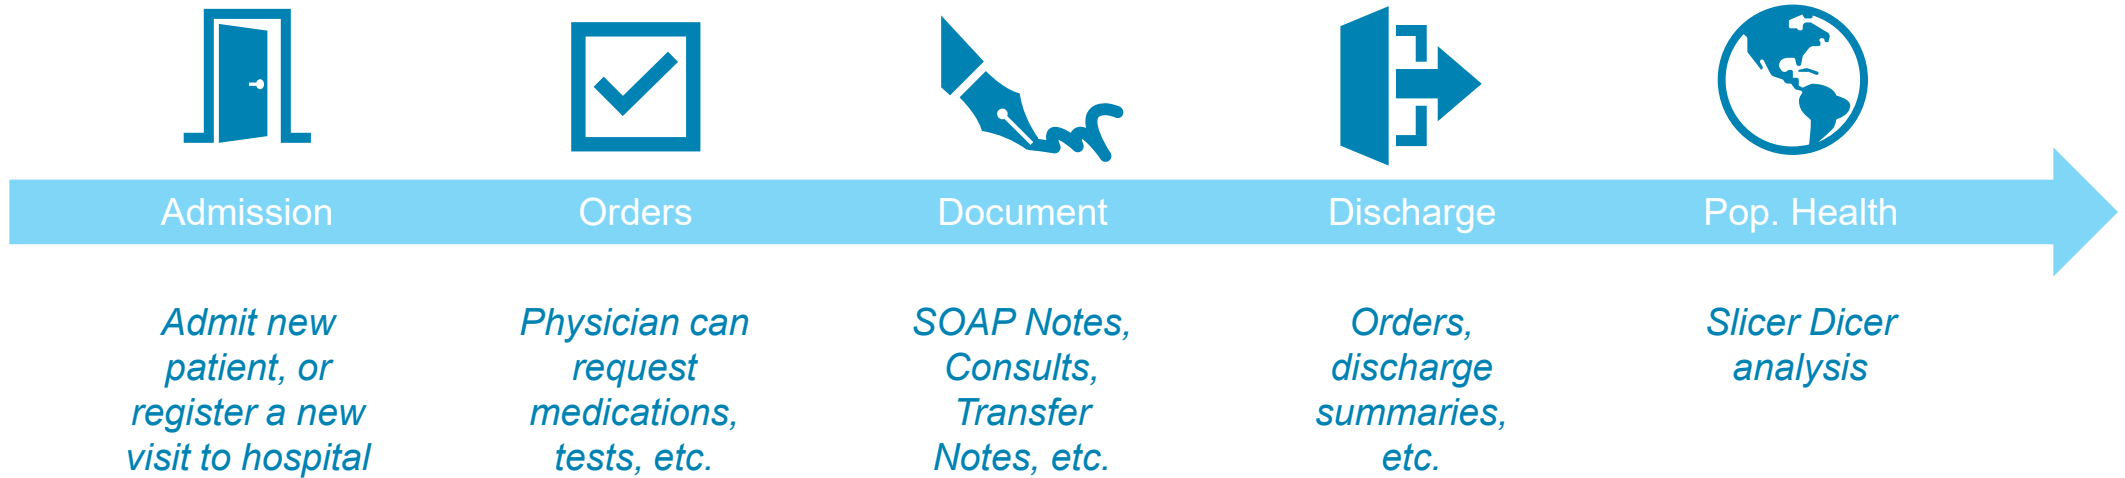 Admission
Orders
Document
Discharge
Pop. Health
Admit new
patient, or
register a new
visit to hospital
Physician can
request
medications,
tests, etc.
SOAP Notes,
Consults,
Transfer
Notes, etc.
Orders,
discharge
summaries,
etc.
Slicer Dicer
analysis